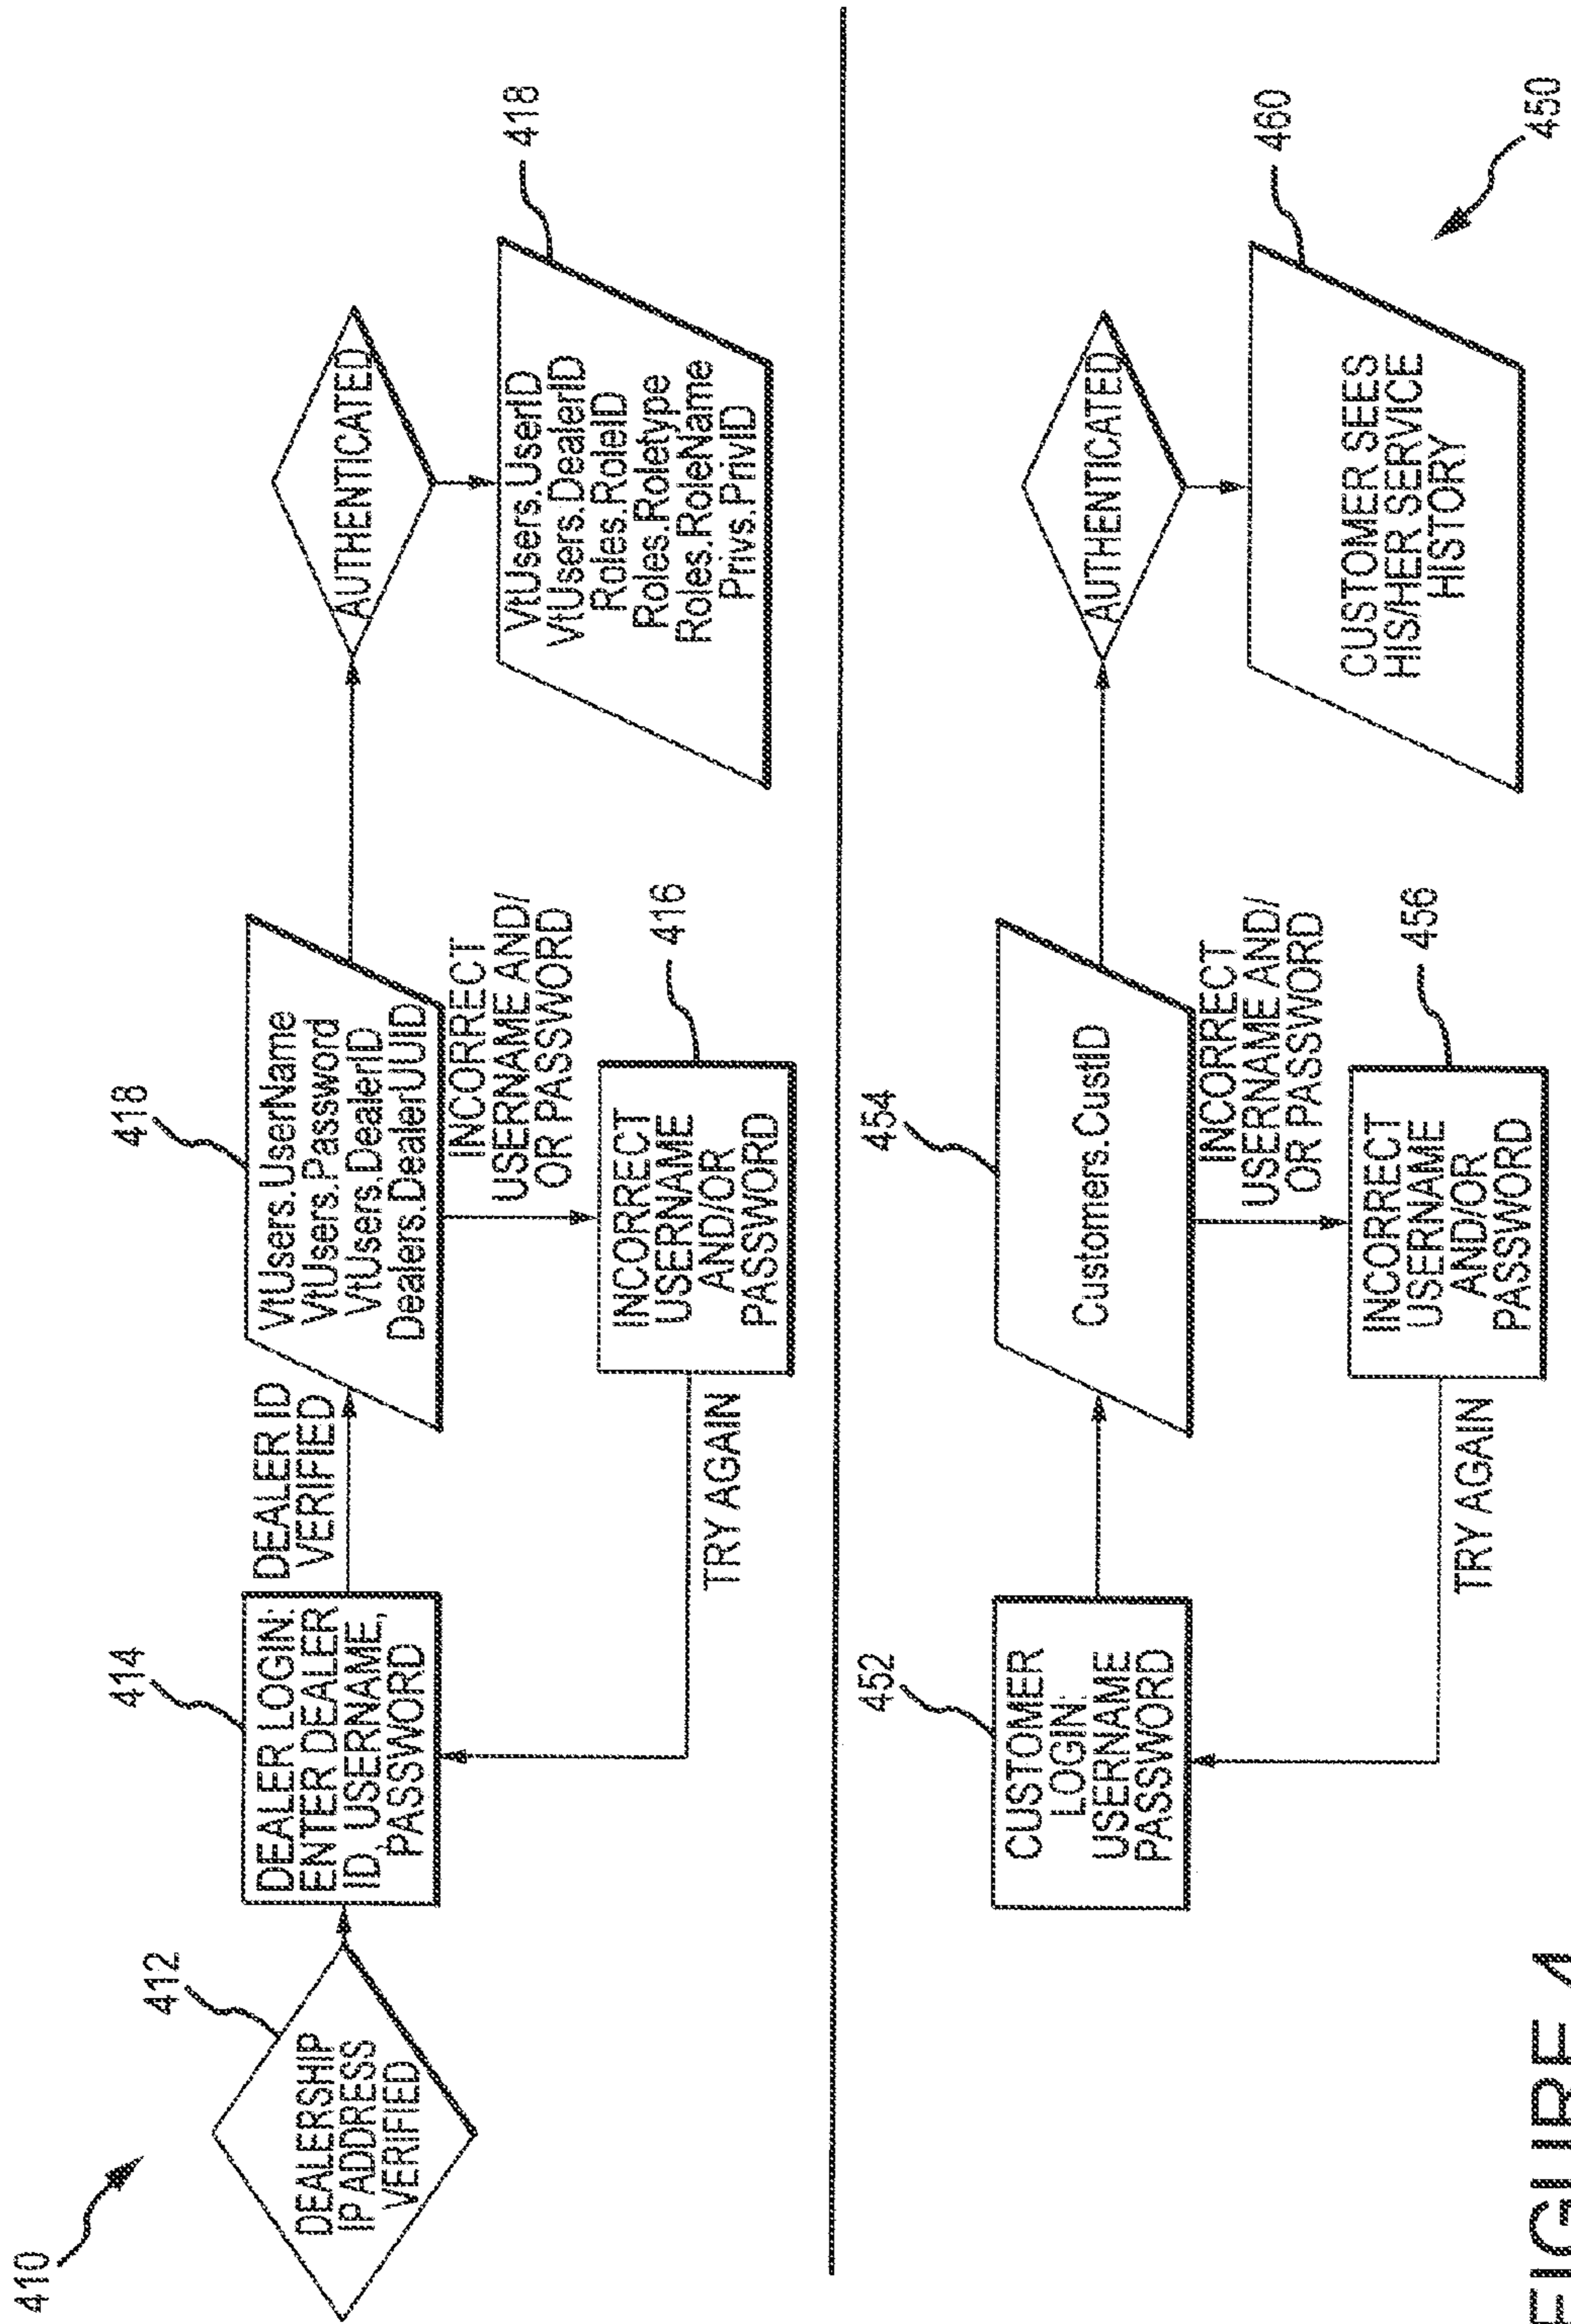 410
412
DEALERSHIP
IP ADDRESS
VERIFIED
414
DEALER LOGIN:
ENTER DEALER
ID, USERNAME,
PASSWORD
DEALER ID
VERIFIED
418
VtUsers.UserName
VtUsers.Password
VtUsers.DealerID
Dealers.DealerUUID
INCORRECT
USERNAME AND/
OR PASSWORD
416
INCORRECT
USERNAME
AND/OR
PASSWORD
TRY AGAIN
AUTHENTICATED
418
VtUsers.UserID
VtUsers.DealerID
Roles.RoleID
Roles.Roletype
Roles.RoleName
Privs.PrivID
452
CUSTOMER
LOGIN:
USERNAME
PASSWORD
454
Customers.CustID
INCORRECT
USERNAME AND/
OR PASSWORD
456
INCORRECT
USERNAME
AND/OR
PASSWORD
TRY AGAIN
AUTHENTICATED
460
CUSTOMER SEES
HIS/HER SERVICE
HISTORY
450
FIGURE 4